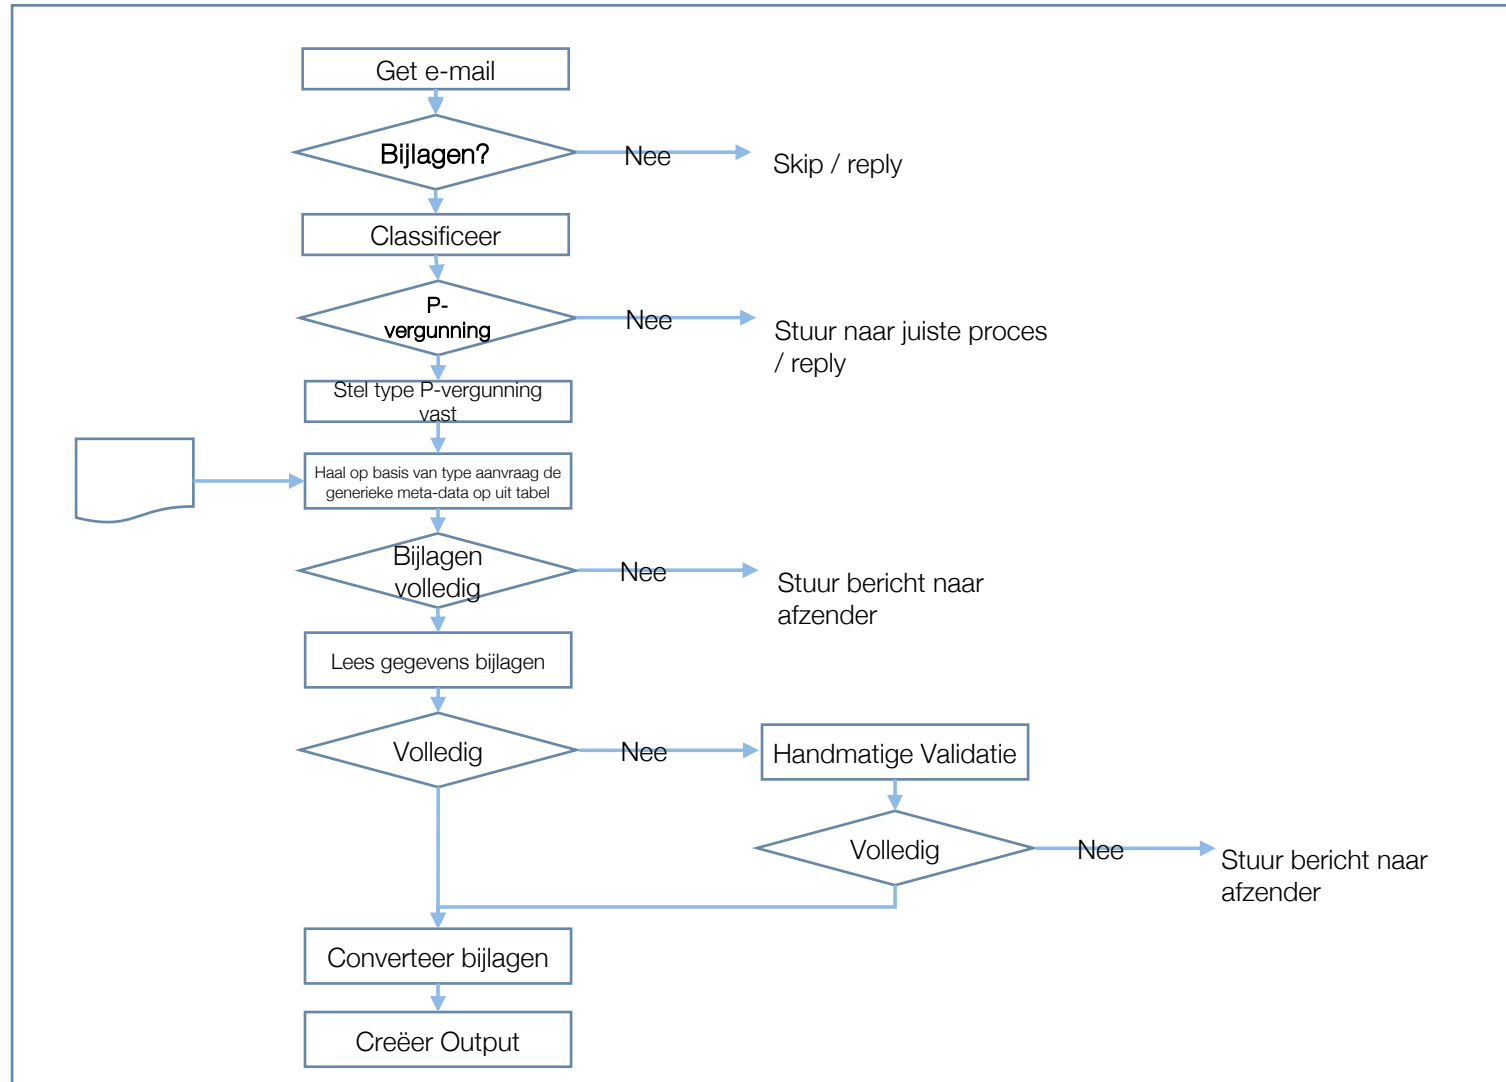 Get e-mail
Bijlagen?
Nee
Skip / reply
Classificeer
P-
vergunning
Nee
Stuur naar juiste proces
/ reply
Stel type P-vergunning
vast
Haal op basis van type aanvraag de
generieke meta-data op uit tabel
Bijlagen
volledig
Nee
Stuur bericht naar
afzender
Lees gegevens bijlagen
Volledig
Nee
Handmatige Validatie
Volledig
Nee
Stuur bericht naar
afzender
Converteer bijlagen
Creëer Output